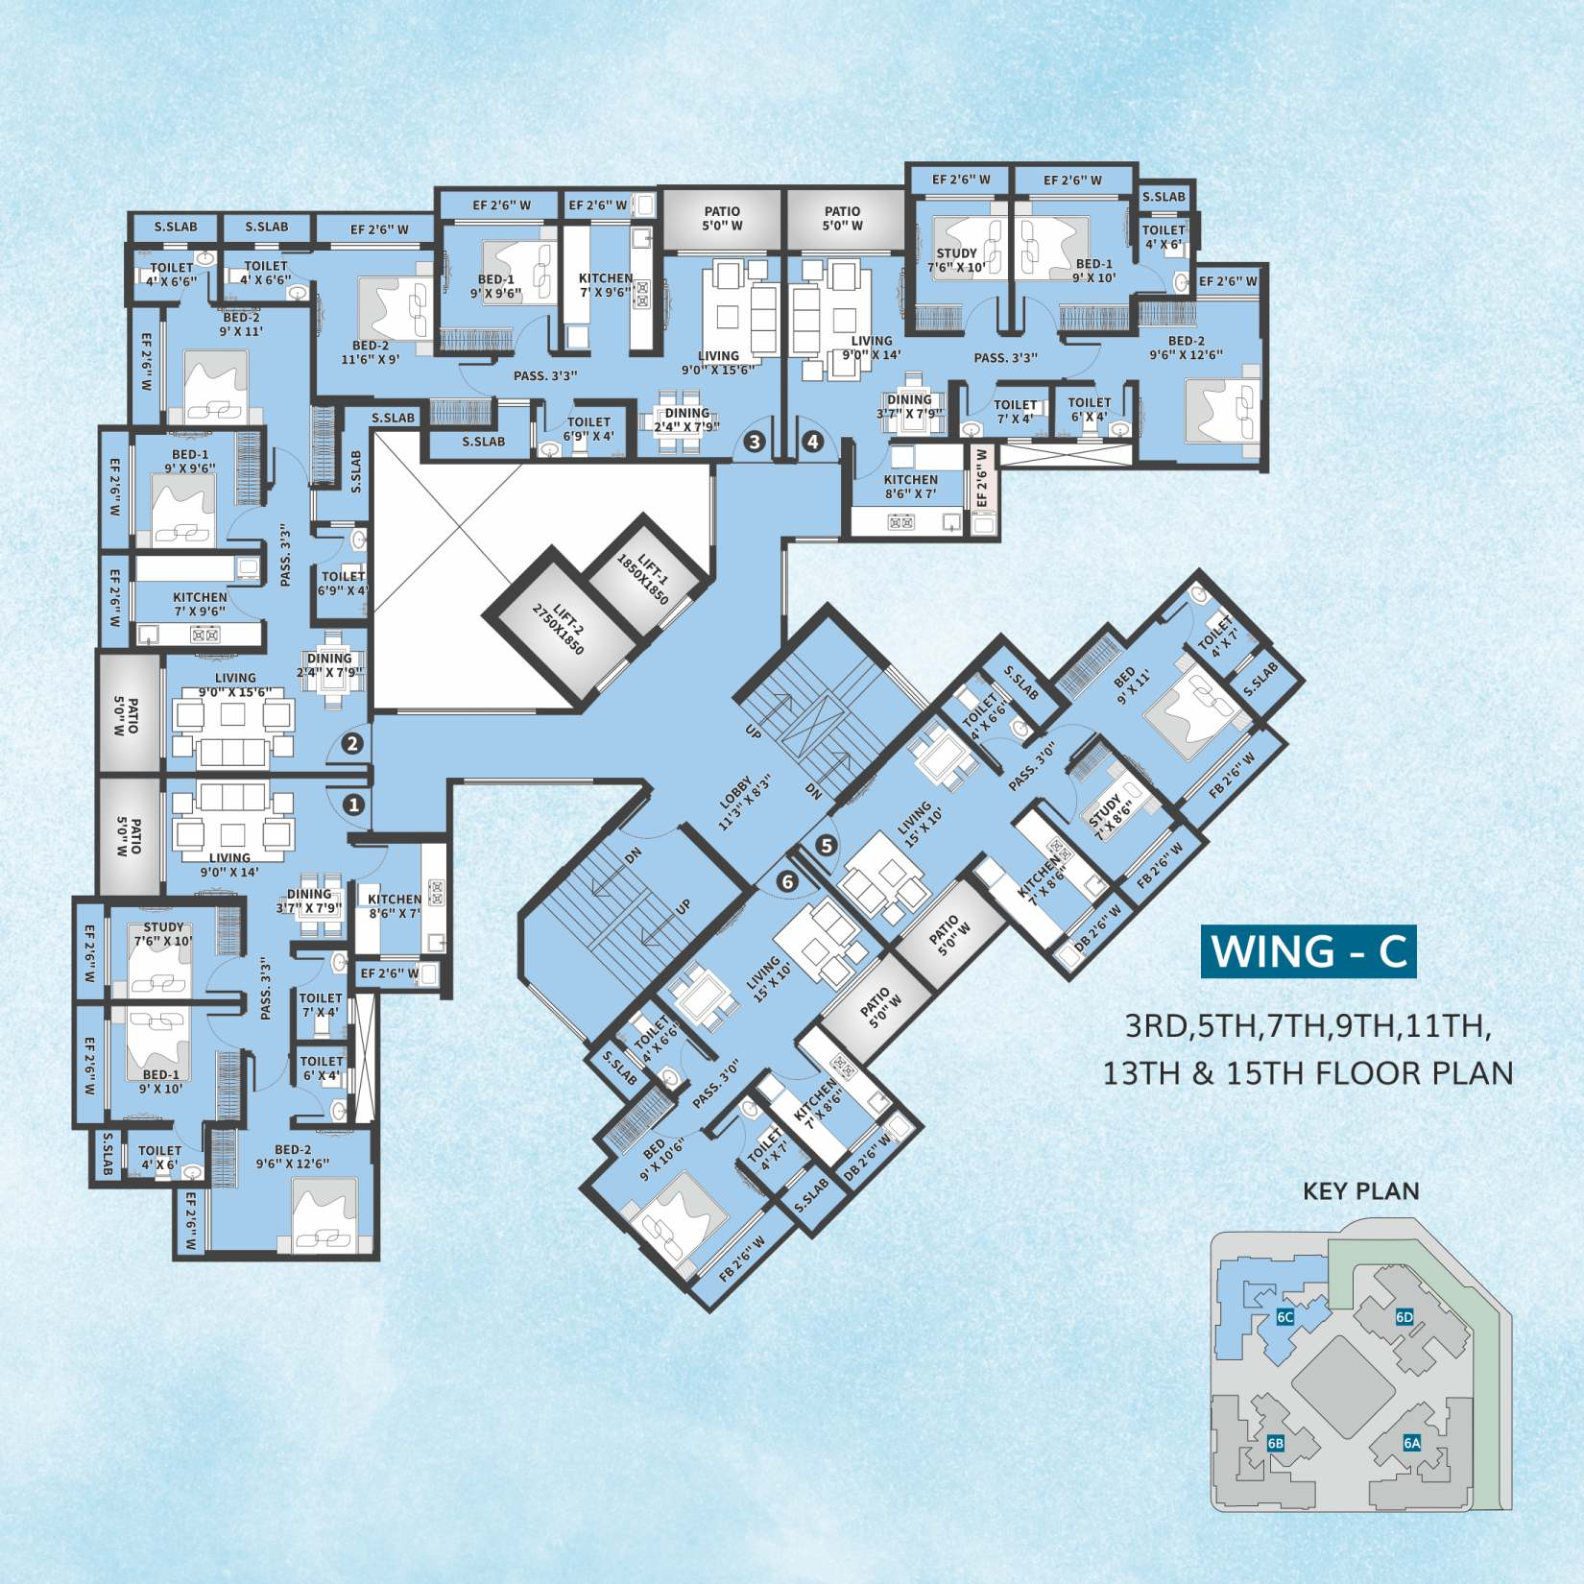 EF 2'6" W
EF 2'6" W
S.SLAB
EF 2'6" W
EF 2'6" W
PATIO
5'0" W
PATIO
5'0" W
S.SLAB
S.SLAB
EF 2'6" W
TOILET
4' X 6'
TOILET
4' X 6'6"
TOILET
4' X 6'6"
BED-1
9' X 9'6"
KITCHEN
7' X 9'6"
STUDY
7'6" X 10'
BED-1
9' X 10'
EF 2'6" W
BED-2
9' X 11'
EF 2'6" W
BED-2
11'6" X 9'
PASS. 3'3"
LIVING
9'0" X 15'6"
LIVING
9'0" X 14'
PASS. 3'3"
BED-2
9'6" X 12'6"
S.SLAB
S.SLAB
TOILET
6'9" X 4'
DINING
2'4" X 7'9"
3
4
DINING
3'7" X 7'9"
TOILET
7' X 4'
TOILET
6' X 4'
KITCHEN
8'6" X 7'
EF 2'6" W
BED-1
9' X 9'6"
EF 2'6" W
S.SLAB
PASS. 3'3"
TOILET
6'9" X 4'
EF 2'6" W
KITCHEN
7' X 9'6"
LIFT-1
1850X1850
LIFT-2
2750X1850
DINING
2'4" X 7'9"
LIVING
9'0" X 15'6"
PATIO
5'0" W
2
1
PATIO
5'0" W
LIVING
9'0" X 14'
DINING
3'7" X 7'9"
KITCHEN
8'6" X 7'
EF 2'6" W
STUDY
7'6" X 10'
EF 2'6" W
PASS. 3'3"
TOILET
7' X 4'
EF 2'6" W
BED-1
9' X 10'
TOILET
6' X 4'
S.SLAB
TOILET
4' X 6'
BED-2
9'6" X 12'6"
EF 2'6" W
UP
DN
LOBBY
11'3" X 8'3"
DN
UP
5
6
TOILET
4' X 7'
S.SLAB
BED
9' X 11'
S.SLAB
TOILET
4' X 6'6"
PASS. 3'0"
FB 2'6" W
STUDY
7' X 8'6"
FB 2'6" W
LIVING
15' X 10'
KITCHEN
7' X 8'6"
DB 2'6" W
PATIO
5'0" W
LIVING
15' X 10'
PATIO
5'0" W
TOILET
4' X 6'6"
S.SLAB
PASS. 3'0"
KITCHEN
7' X 8'6"
DB 2'6" W
BED
9' X 10'6"
TOILET
4' X 7'
S.SLAB
FB 2'6" W
WING - C
3RD,5TH,7TH,9TH,11TH,
13TH & 15TH FLOOR PLAN
KEY PLAN
6C
6D
6B
6A